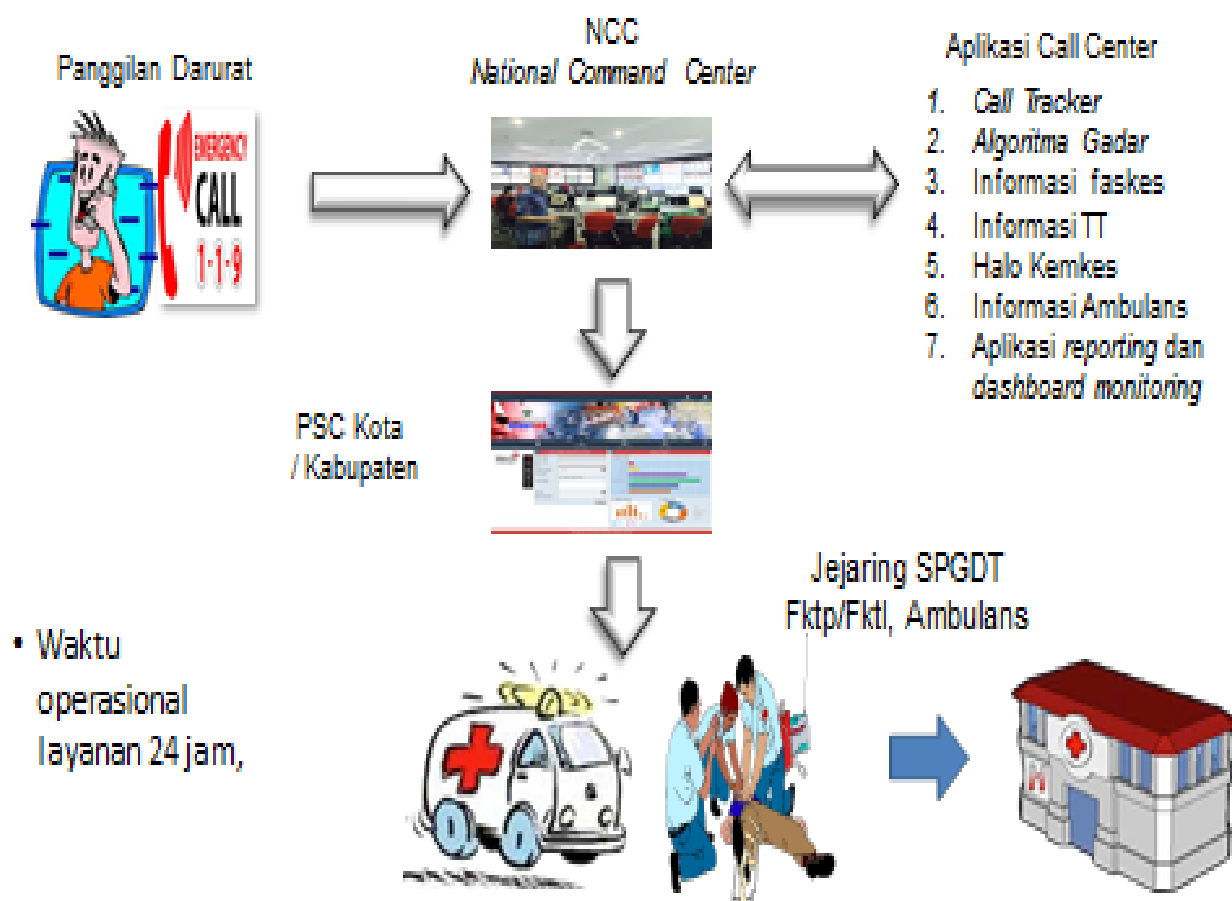 Panggilan Darurat
EMERGENCY
CALL
1-1-9
NCC
National Command Center
Aplikasi Call Center
1. Call Tracker
2. Algoritma Gadar
3. Informasi faskes
4. Informasi TT
5. Halo Kemkes
6. Informasi Ambulans
7. Aplikasi reporting dan
dashboard monitoring
PSC Kota
/ Kabupaten
Jejaring SPGDT
Fktp/Fktl, Ambulans
• Waktu
operasional
layanan 24 jam,